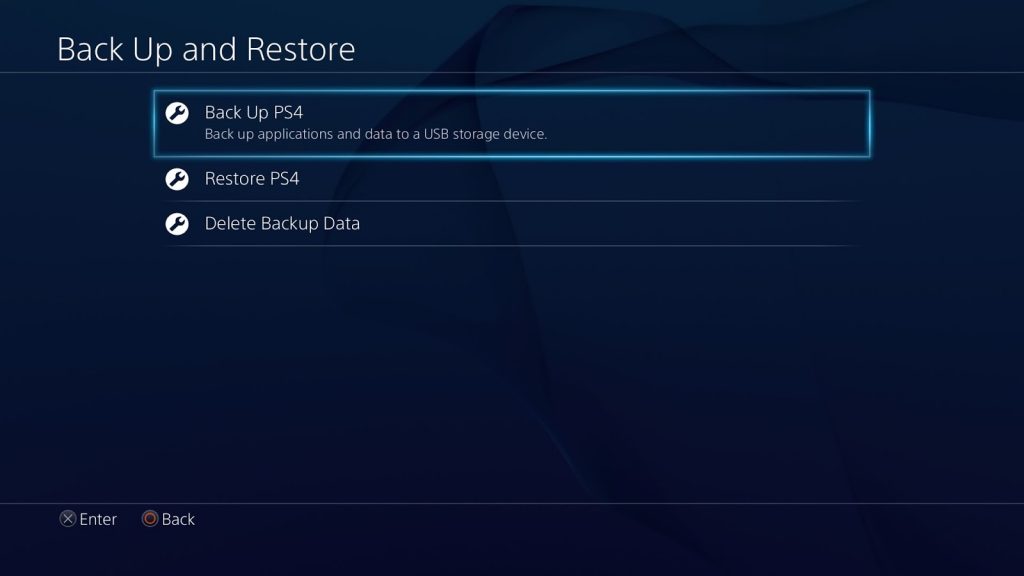 Back Up and Restore
Back Up PS4
Back up applications and data to a USB storage device.
Restore PS4
Delete Backup Data
Enter Back